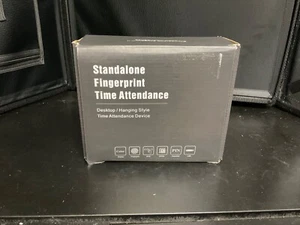 Standalone
Fingerprint
Time Attendance
Desktop / Hanging Style
Time Attendance Device